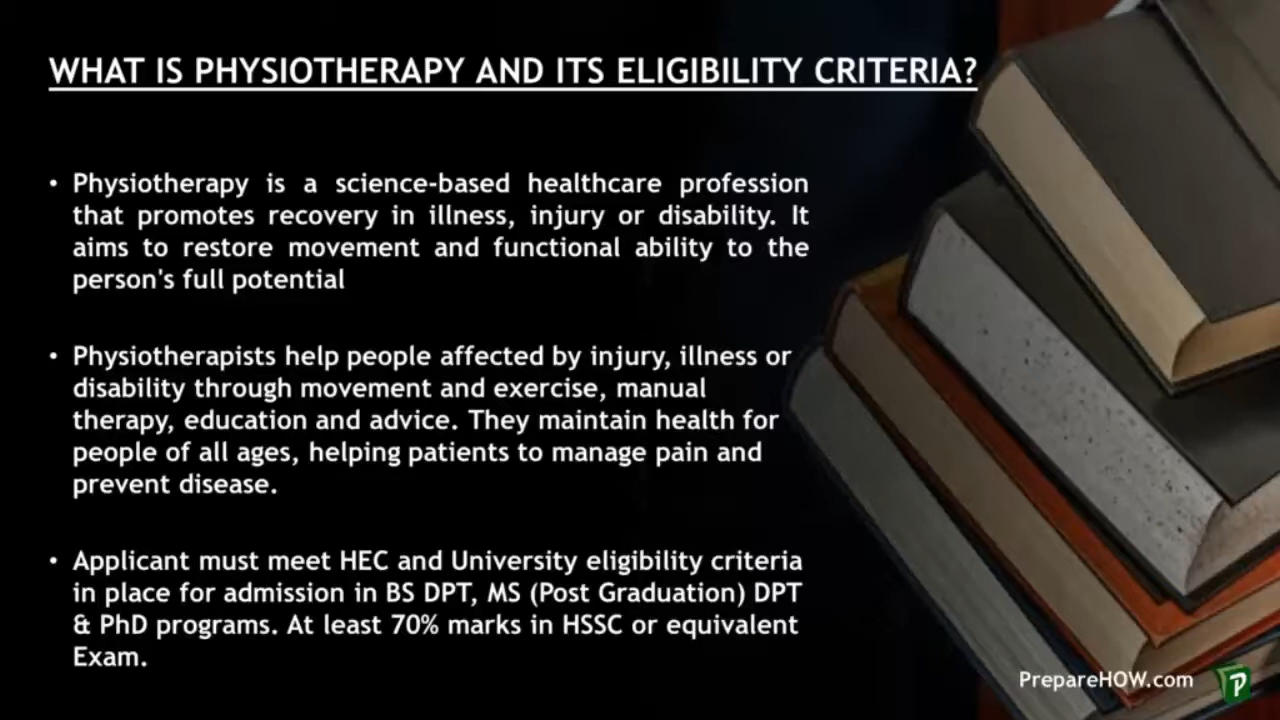 WHAT IS PHYSIOTHERAPY AND ITS ELIGIBILITY CRITERIA?
• Physiotherapy is a science-based healthcare profession
that promotes recovery in illness, injury or disability. It
aims to restore movement and functional ability to the
person's full potential
• Physiotherapists help people affected by injury, illness or
disability through movement and exercise, manual
therapy, education and advice. They maintain health for
people of all ages, helping patients to manage pain and
prevent disease.
• Applicant must meet HEC and University eligibility criteria
in place for admission in BS DPT, MS (Post Graduation) DPT
& PhD programs. At least 70% marks in HSSC or equivalent
Exam.
PrepareHOW.com